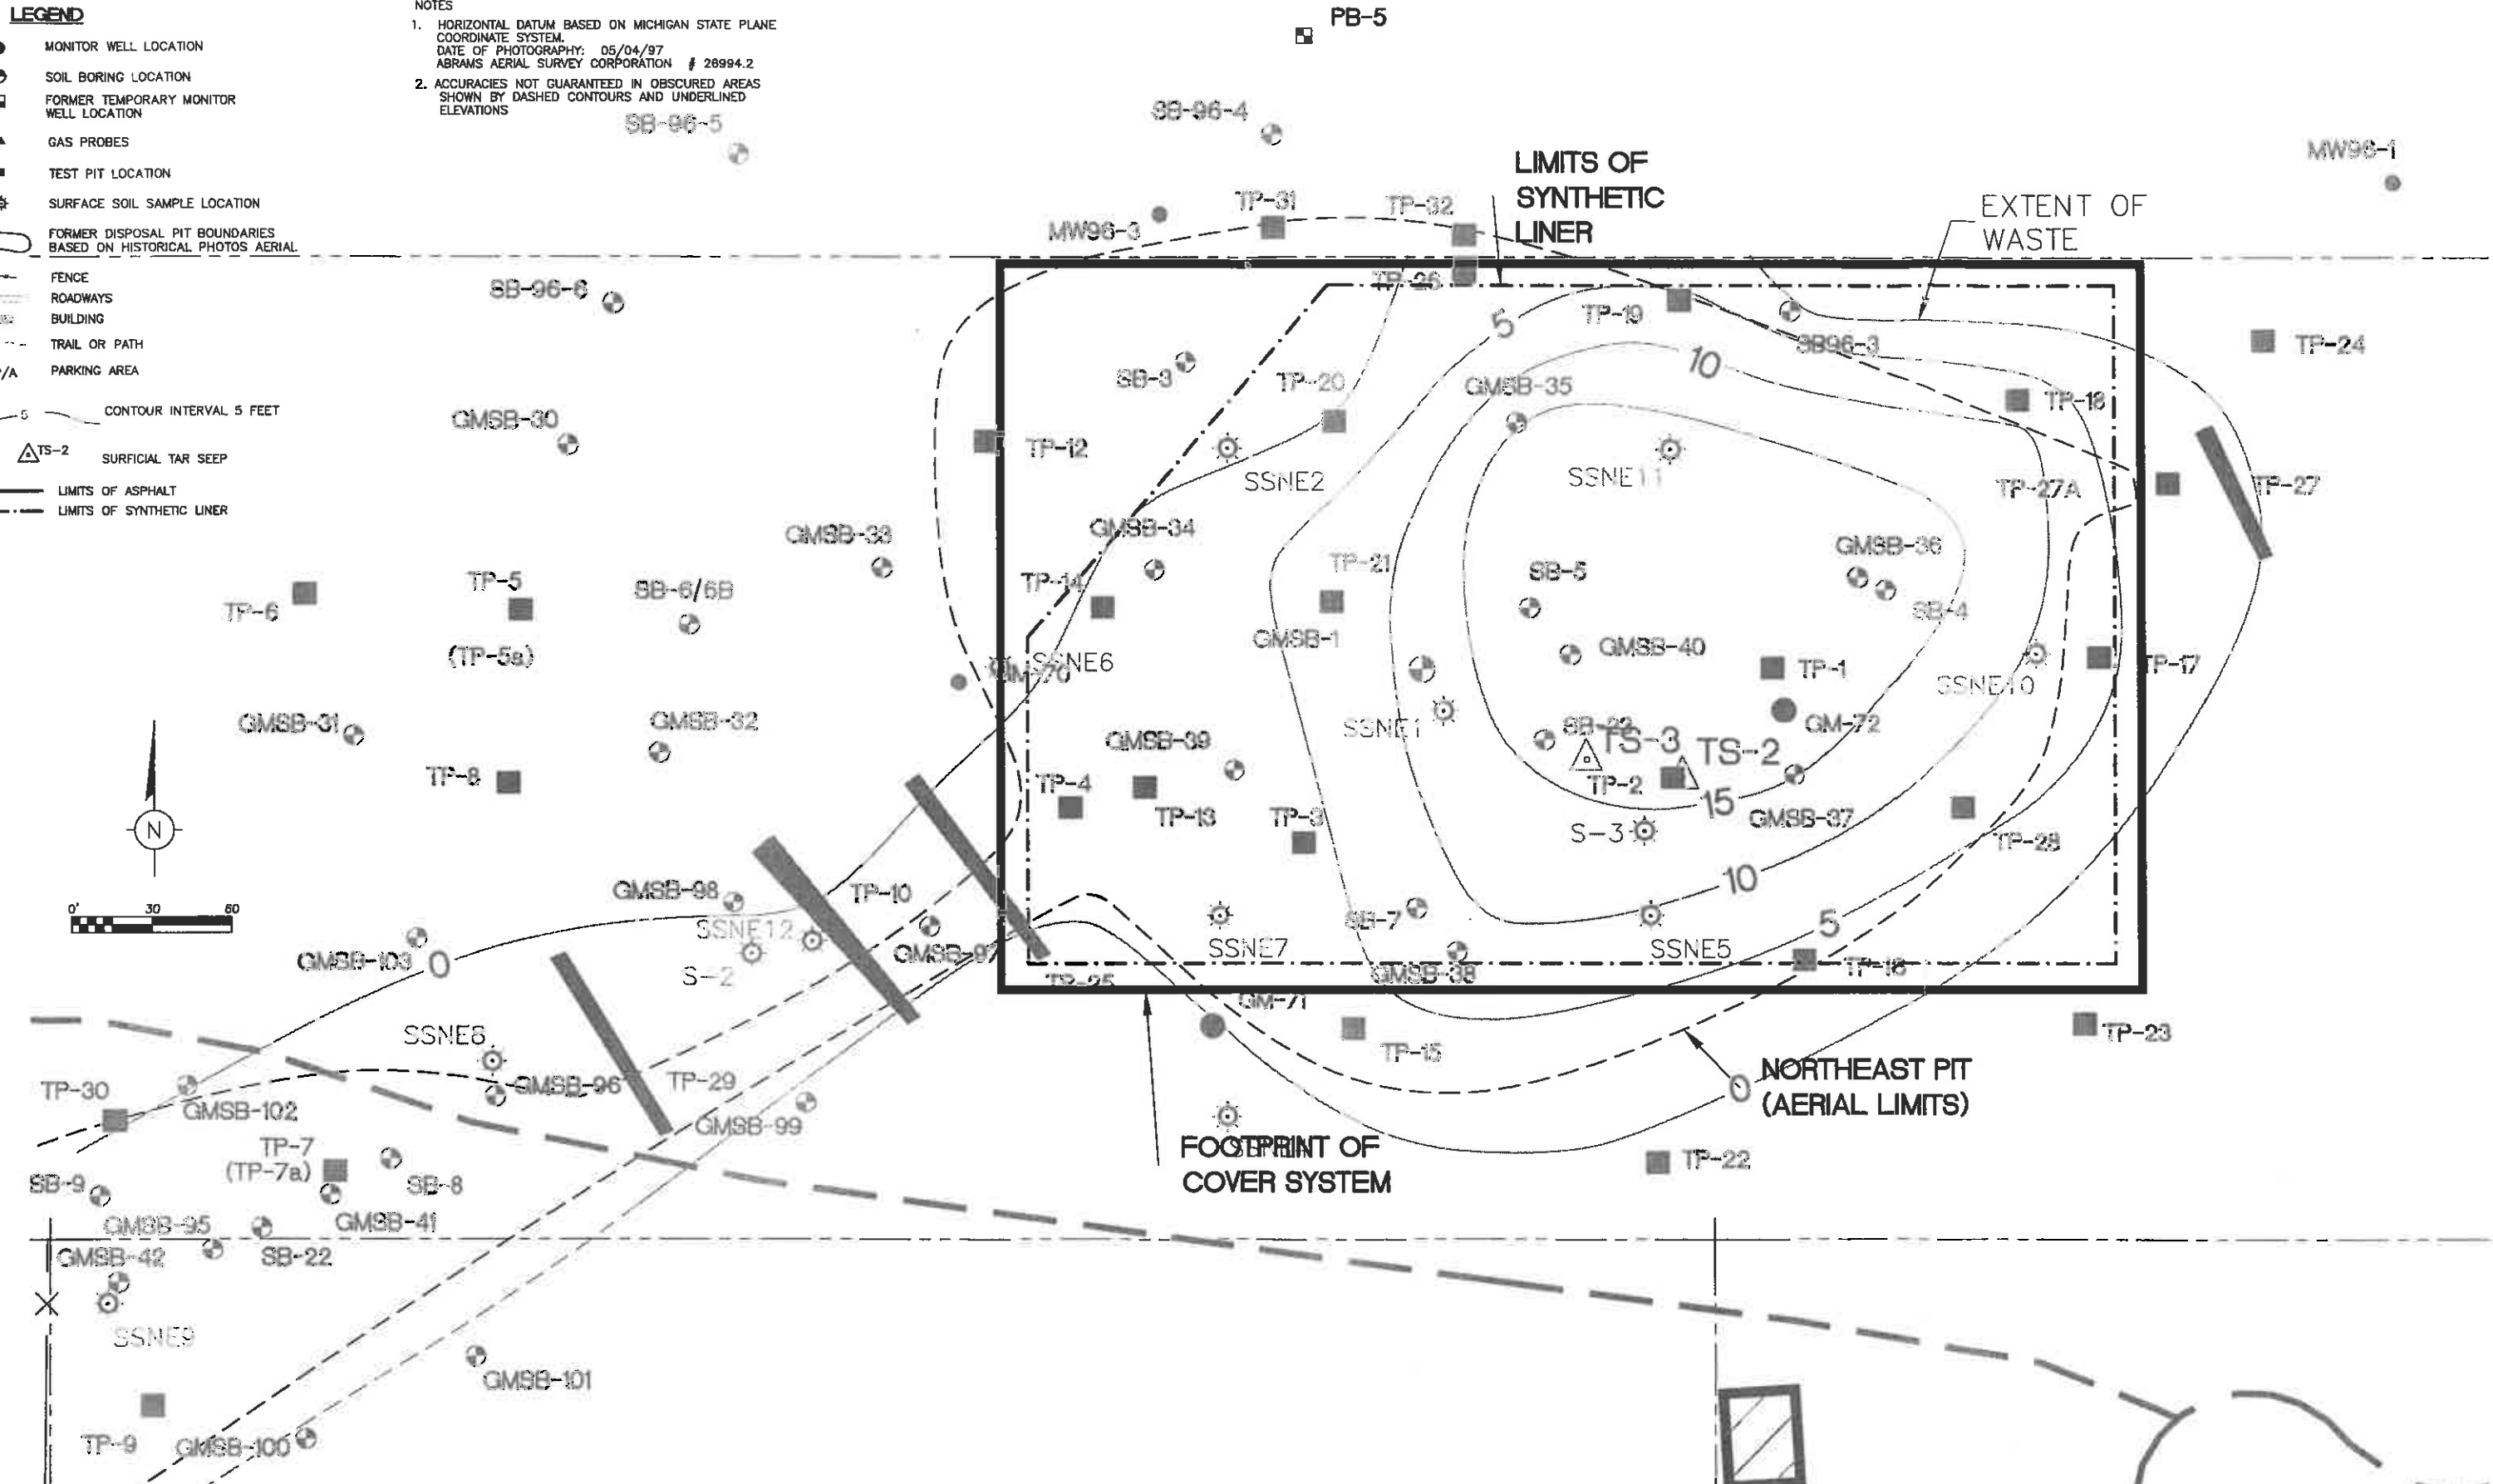 LEGEND
MONITOR WELL LOCATION
SOIL BORING LOCATION
FORMER TEMPORARY MONITOR
WELL LOCATION
GAS PROBES
TEST PIT LOCATION
SURFACE SOIL SAMPLE LOCATION
FORMER DISPOSAL PIT BOUNDARIES
BASED ON HISTORICAL PHOTOS AERIAL
FENCE
ROADWAYS
BUILDING
TRAIL OR PATH
/A PARKING AREA
5 CONTOUR INTERVAL 5 FEET
TS-2 SURFICIAL TAR SEEP
LIMITS OF ASPHALT
LIMITS OF SYNTHETIC LINER
NOTES
1. HORIZONTAL DATUM BASED ON MICHIGAN STATE PLANE
COORDINATE SYSTEM.
DATE OF PHOTOGRAPHY: 05/04/97
ABRAMS AERIAL SURVEY CORPORATION # 26994.2
2. ACCURACIES NOT GUARANTEED IN OBSCURED AREAS
SHOWN BY DASHED CONTOURS AND UNDERLINED
ELEVATIONS
PB-5
SB-96-5
SB-96-4
MW96-1
LIMITS OF
SYNTHETIC
LINER
EXTENT OF
WASTE
TP-31
TP-32
MW96-3
TP-26
SB-96-6
5
TP-19
SB96-3
TP-24
10
SB-3
TP-20
GMSB-35
TP-18
GMSB-30
TP-12
SSNE2
SSNE11
TP-27A
TP-27
GMSB-33
GMSB-34
TP-14
TP-21
SB-5
GMSB-36
SB-4
TP-6
TP-5
(TP-5a)
SB-6/6B
GMSB-1
GMSB-40
SSNE6
GM-70
TP-1
TP-17
SSNE10
GMSB-31
GMSB-32
SSNE1
SB-22
GM-72
GMSB-39
TS-3
TS-2
TP-8
TP-4
TP-13
TP-3
TP-2
15
GMSB-37
S-3
TP-28
N
0'
30
60
GMSB-98
TP-10
10
SSNE12
SB-7
5
GMSB-97
SSNE7
SSNE5
GMSB-103
0
S-2
TP-25
GMSB-38
TP-16
GM-71
TP-15
TP-23
SSNE8
TP-30
GMSB-102
GMSB-96
TP-29
GMSB-99
0
NORTHEAST PIT
(AERIAL LIMITS)
TP-7
(TP-7a)
SB-8
SB-9
FOOTPRINT OF
COVER SYSTEM
TP-22
GMSB-95
GMSB-41
GMSB-42
SB-22
SSNE9
GMSB-101
TP-9
GMSB-100